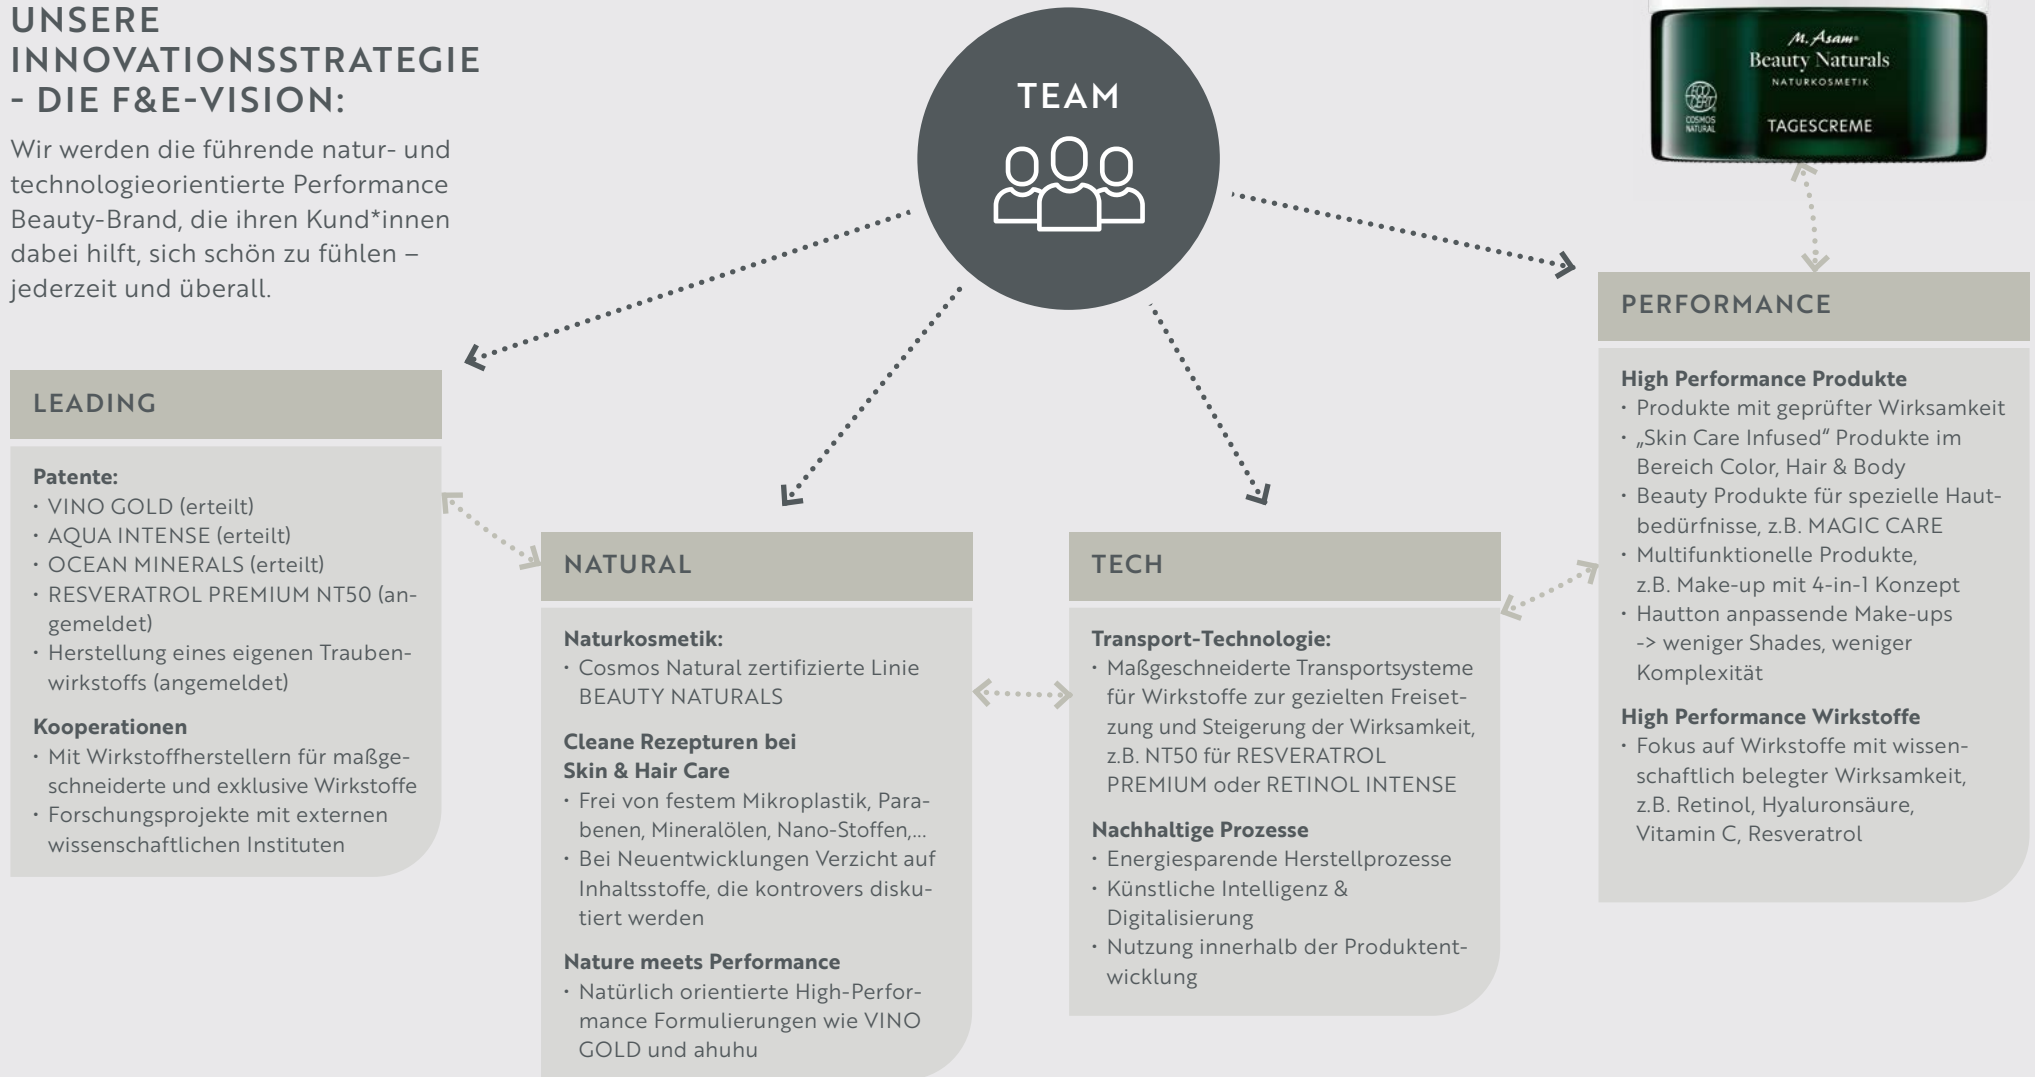 UNSERE
INNOVATIONSSTRATEGIE
- DIE F&E-VISION:
Wir werden die führende natur- und
technologieorientierte Performance
Beauty-Brand, die ihren Kund*innen
dabei hilft, sich schön zu fühlen –
jederzeit und überall.
TEAM
M. Asam®
Beauty Naturals
NATURKOSMETIK
ECO
CERT
COSMOS
NATURAL
TAGESCREME
LEADING
Patente:
· VINO GOLD (erteilt)
· AQUA INTENSE (erteilt)
· OCEAN MINERALS (erteilt)
· RESVERATROL PREMIUM NT50 (an-
gemeldet)
· Herstellung eines eigenen Trauben-
wirkstoffs (angemeldet)
Kooperationen
· Mit Wirkstoffherstellern für maßge-
schneiderte und exklusive Wirkstoffe
· Forschungsprojekte mit externen
wissenschaftlichen Instituten
NATURAL
Naturkosmetik:
· Cosmos Natural zertifizierte Linie
BEAUTY NATURALS
Cleane Rezepturen bei
Skin & Hair Care
· Frei von festem Mikroplastik, Para-
benen, Mineralölen, Nano-Stoffen,...
· Bei Neuentwicklungen Verzicht auf
Inhaltsstoffe, die kontrovers disku-
tiert werden
Nature meets Performance
· Natürlich orientierte High-Perfor-
mance Formulierungen wie VINO
GOLD und ahuhu
TECH
Transport-Technologie:
· Maßgeschneiderte Transportsysteme
für Wirkstoffe zur gezielten Freiset-
zung und Steigerung der Wirksamkeit,
z.B. NT50 für RESVERATROL
PREMIUM oder RETINOL INTENSE
Nachhaltige Prozesse
· Energiesparende Herstellprozesse
· Künstliche Intelligenz &
Digitalisierung
· Nutzung innerhalb der Produktent-
wicklung
PERFORMANCE
High Performance Produkte
· Produkte mit geprüfter Wirksamkeit
· „Skin Care Infused“ Produkte im
Bereich Color, Hair & Body
· Beauty Produkte für spezielle Haut-
bedürfnisse, z.B. MAGIC CARE
· Multifunktionelle Produkte,
z.B. Make-up mit 4-in-1 Konzept
· Hautton anpassende Make-ups
-> weniger Shades, weniger
Komplexität
High Performance Wirkstoffe
· Fokus auf Wirkstoffe mit wissen-
schaftlich belegter Wirksamkeit,
z.B. Retinol, Hyaluronsäure,
Vitamin C, Resveratrol